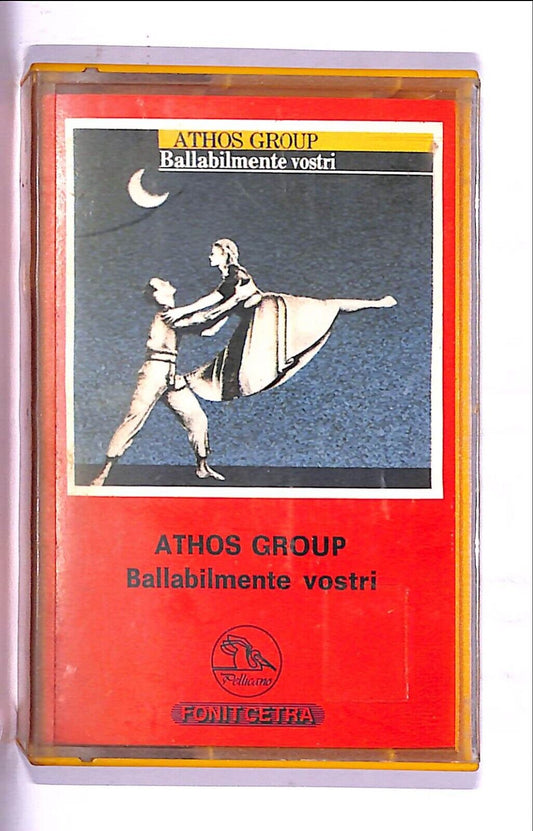 ATHOS GROUP
Ballabilmente vostri
ATHOS GROUP
Ballabilmente vostri
Pellicano
FONIT CETRA